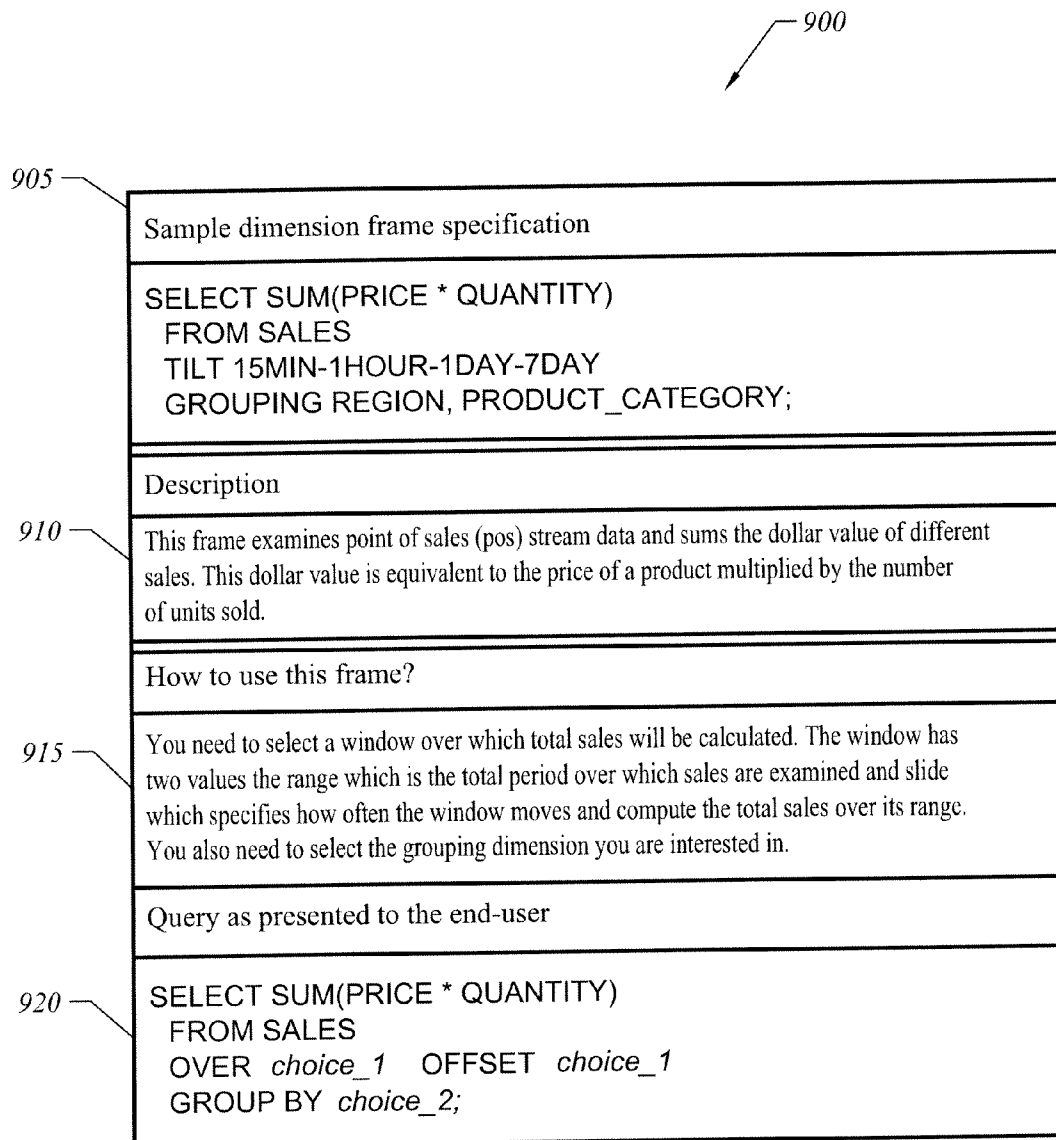 900
905
Sample dimension frame specification
SELECT SUM(PRICE * QUANTITY)
FROM SALES
TILT 15MIN-1HOUR-1DAY-7DAY
GROUPING REGION, PRODUCT_CATEGORY;
Description
910
This frame examines point of sales (pos) stream data and sums the dollar value of different
sales. This dollar value is equivalent to the price of a product multiplied by the number
of units sold.
How to use this frame?
915
You need to select a window over which total sales will be calculated. The window has
two values the range which is the total period over which sales are examined and slide
which specifies how often the window moves and compute the total sales over its range.
You also need to select the grouping dimension you are interested in.
Query as presented to the end-user
920
SELECT SUM(PRICE * QUANTITY)
FROM SALES
OVER choice_1 OFFSET choice_1
GROUP BY choice_2;